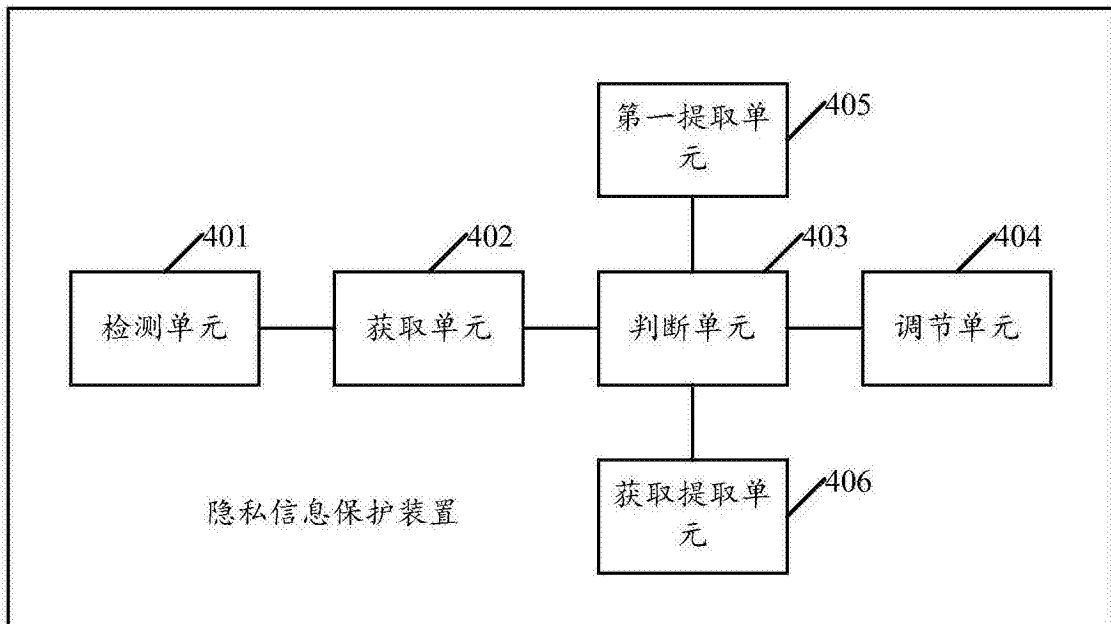 405
第一提取单
元
401
402
403
404
检测单元
获取单元
判断单元
调节单元
406
获取提取单
元
隐私信息保护装置